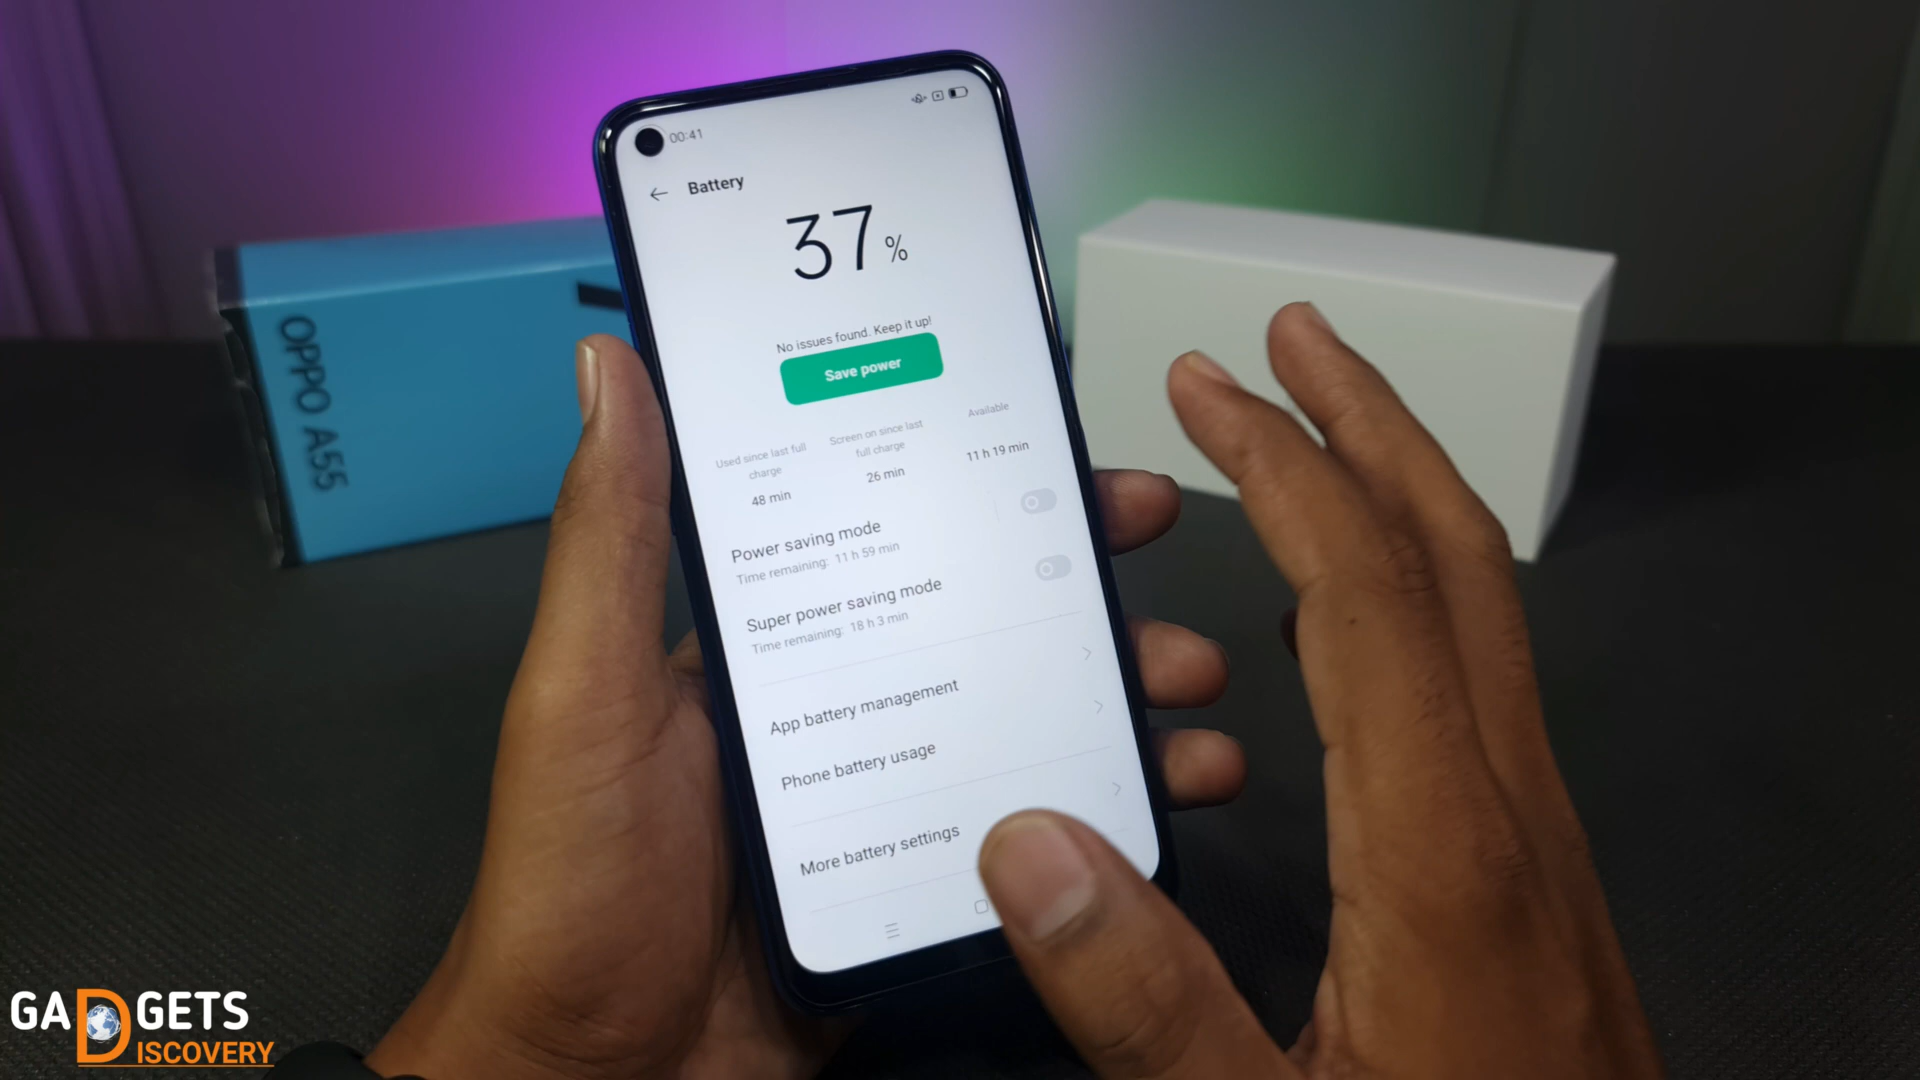 00:41
Battery
37%
No issues found. Keep it up!
Save power
Used since last full charge
48 min
Screen on since last full charge
26 min
Available
11 h 19 min
Power saving mode
Time remaining: 11 h 59 min
Super power saving mode
Time remaining: 18 h 3 min
App battery management
Phone battery usage
More battery settings
OPPO A55
GADGETS
DISCOVERY